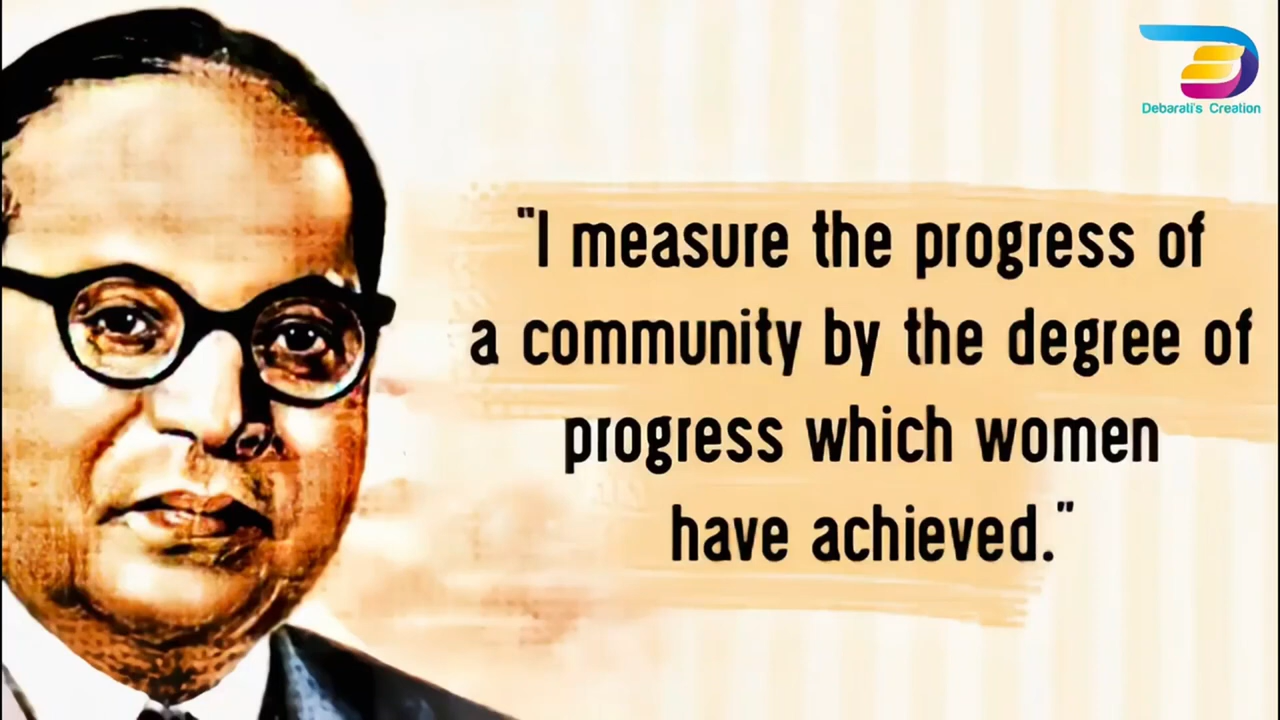 Debarati's Creation
"I measure the progress of
a community by the degree of
progress which women
have achieved."